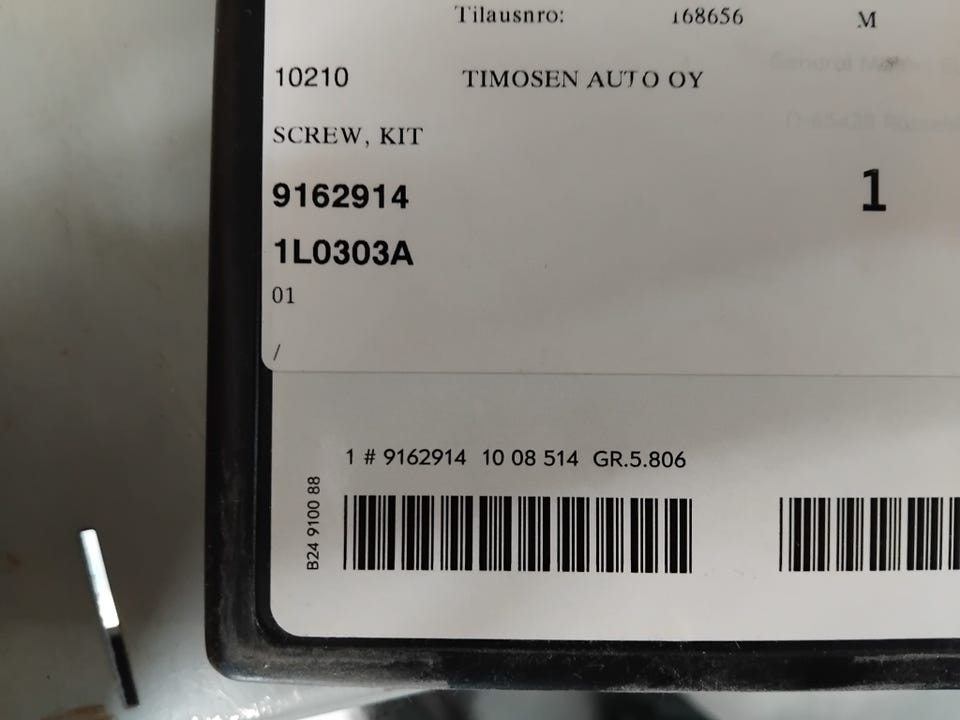 Tilausnro: 168656 M
10210 TIMOSEN AUTO OY
SCREW, KIT
9162914 1
1L0303A
01
/
1 # 9162914 10 08 514 GR.5.806
B24 9100 88